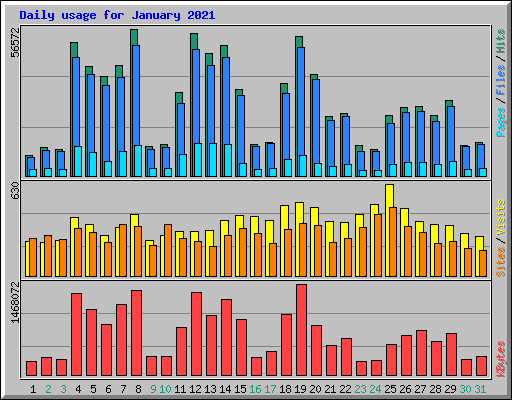 Daily usage for January 2021
56572
Pages / Files / Hits
630
Sites / Visits
1468072
KBytes
1 2 3 4 5 6 7 8 9 10 11 12 13 14 15 16 17 18 19 20 21 22 23 24 25 26 27 28 29 30 31